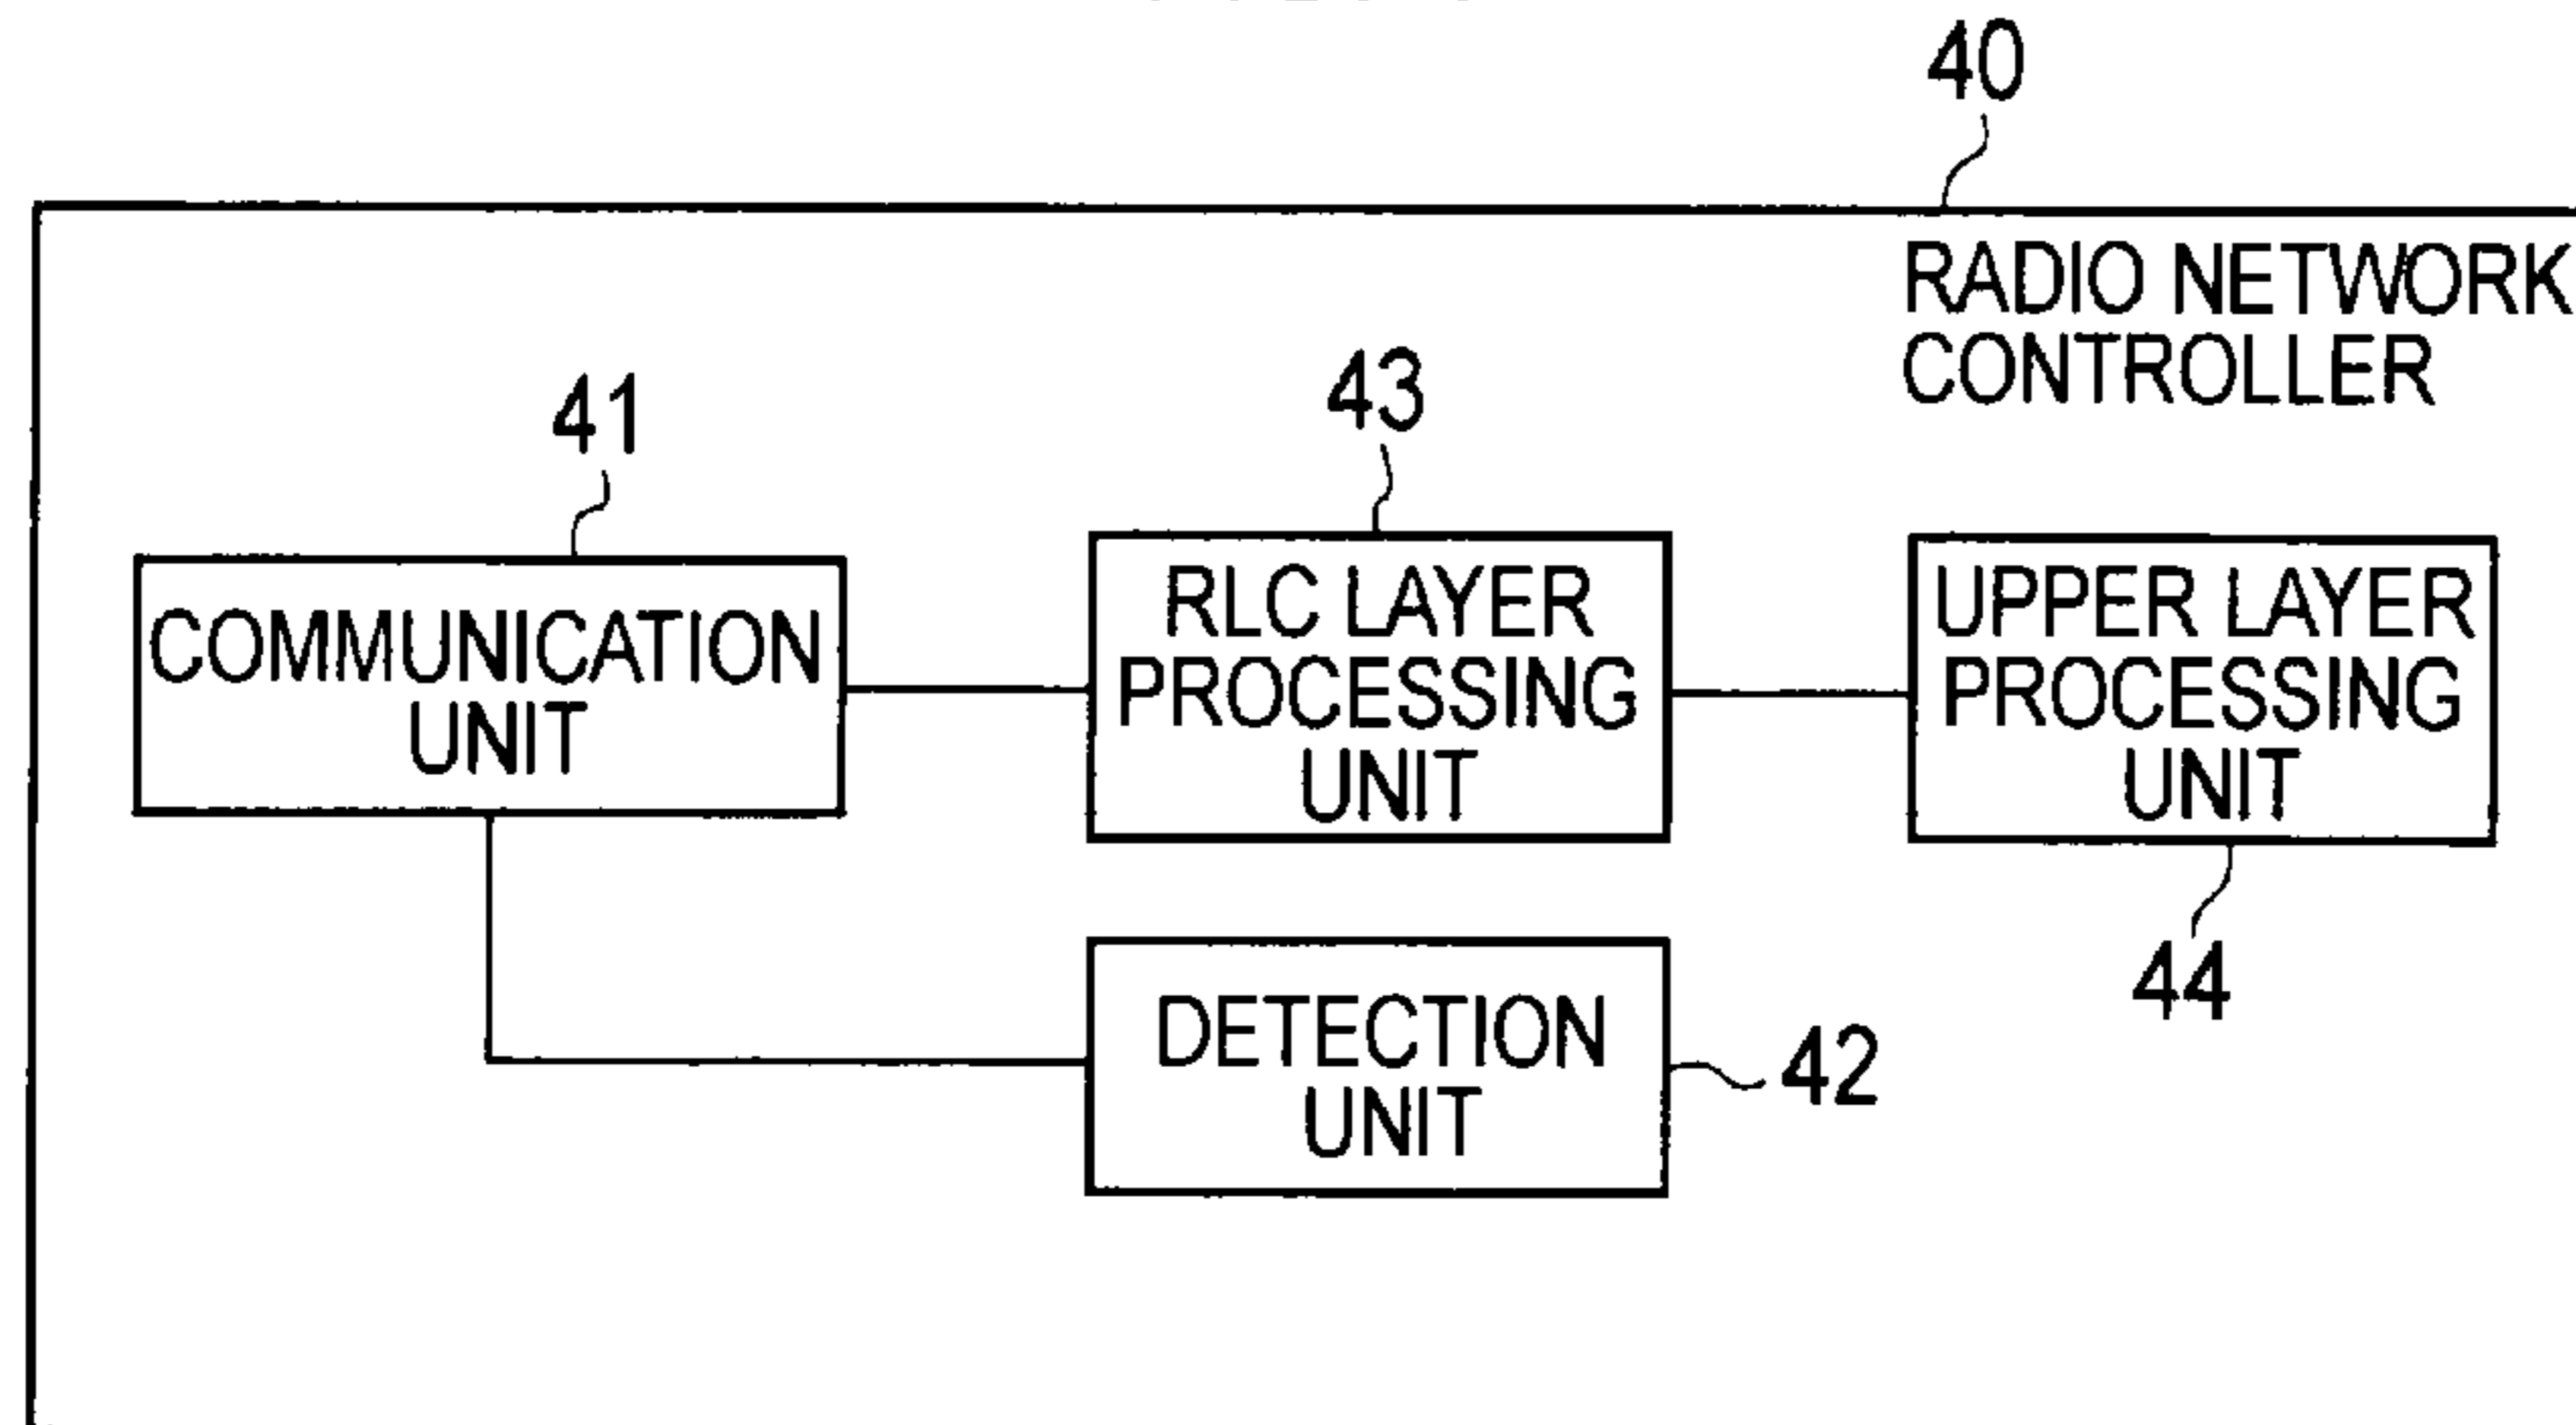 40
RADIO NETWORK
CONTROLLER
41
43
COMMUNICATION
UNIT
RLC LAYER
PROCESSING
UNIT
UPPER LAYER
PROCESSING
UNIT
44
DETECTION
UNIT
42